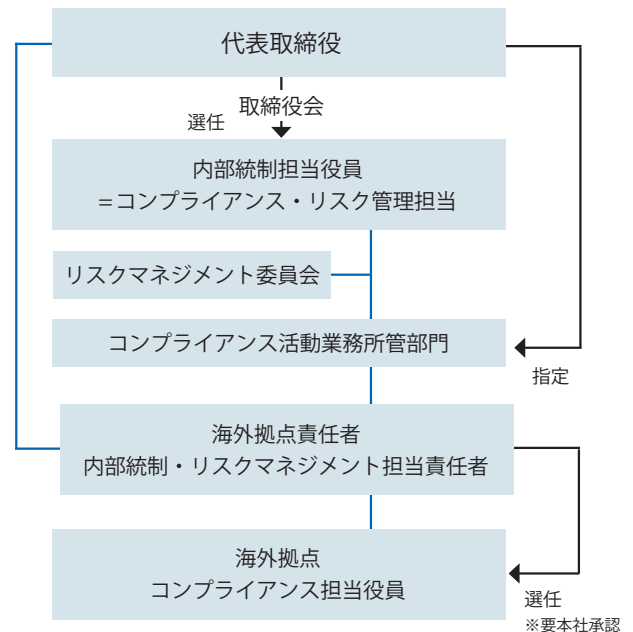 代表取締役
取締役会
選任
内部統制担当役員
＝コンプライアンス・リスク管理担当
リスクマネジメント委員会
コンプライアンス活動業務所管部門
指定
海外拠点責任者
内部統制・リスクマネジメント担当責任者
海外拠点
コンプライアンス担当役員
選任
※要本社承認